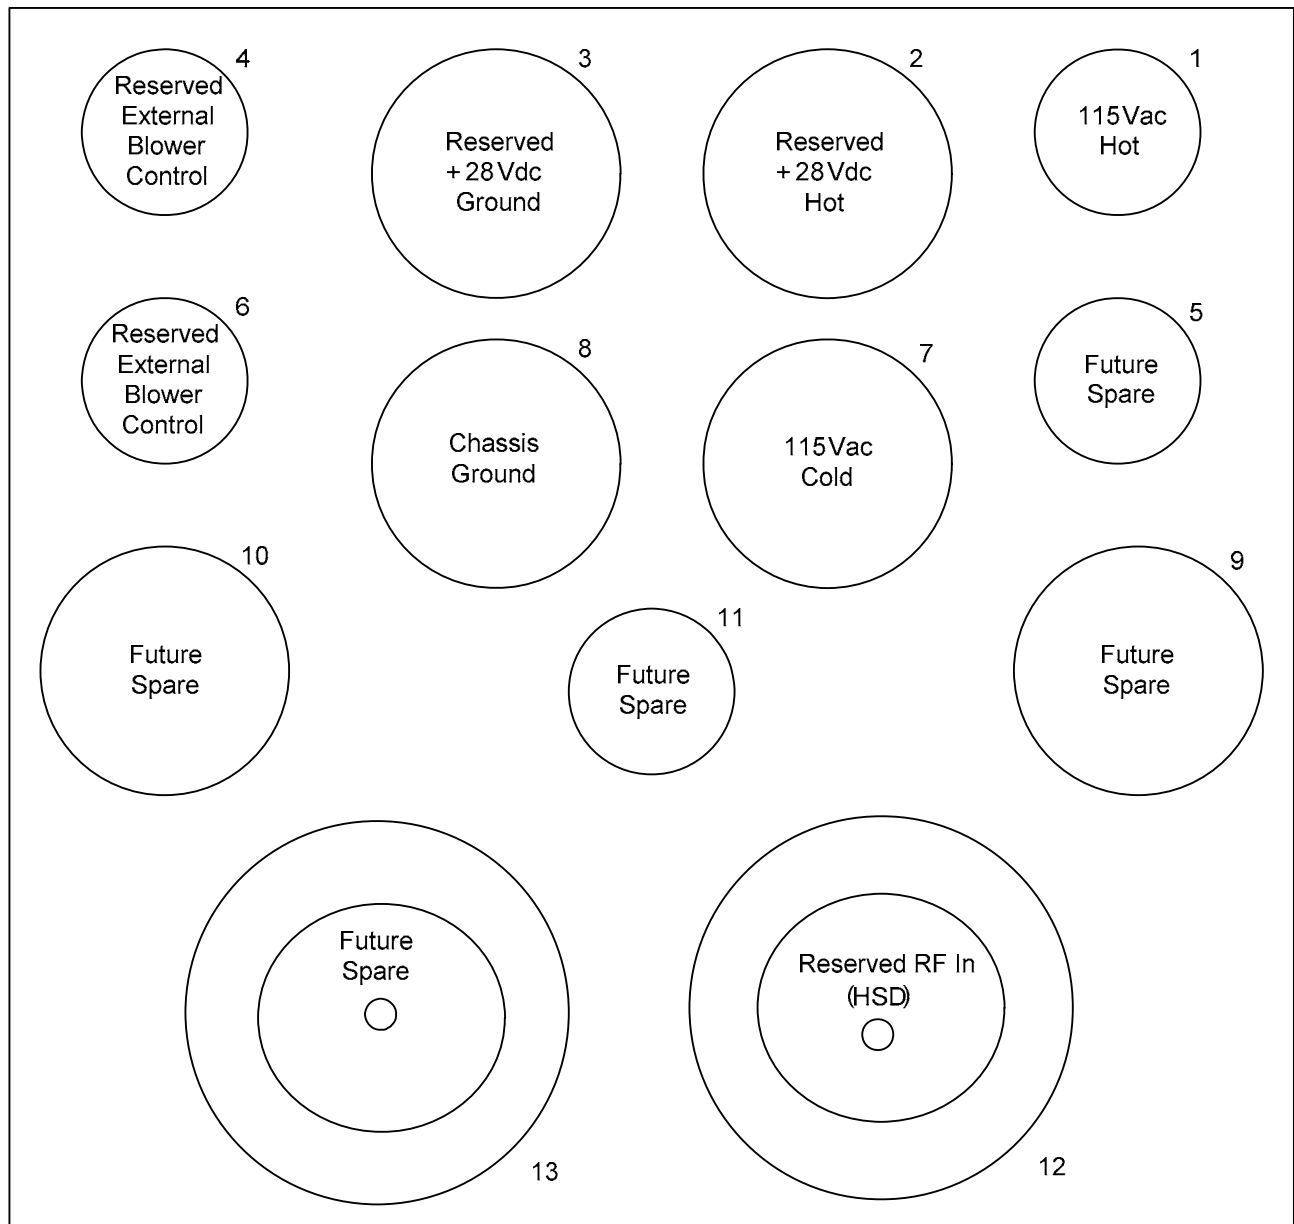 4
Reserved
External
Blower
Control
3
Reserved
+28Vdc
Ground
2
Reserved
+28Vdc
Hot
1
115Vac
Hot
6
Reserved
External
Blower
Control
8
Chassis
Ground
7
115Vac
Cold
5
Future
Spare
10
Future
Spare
11
Future
Spare
9
Future
Spare
Future
Spare
13
Reserved RF In
(HSD)
12